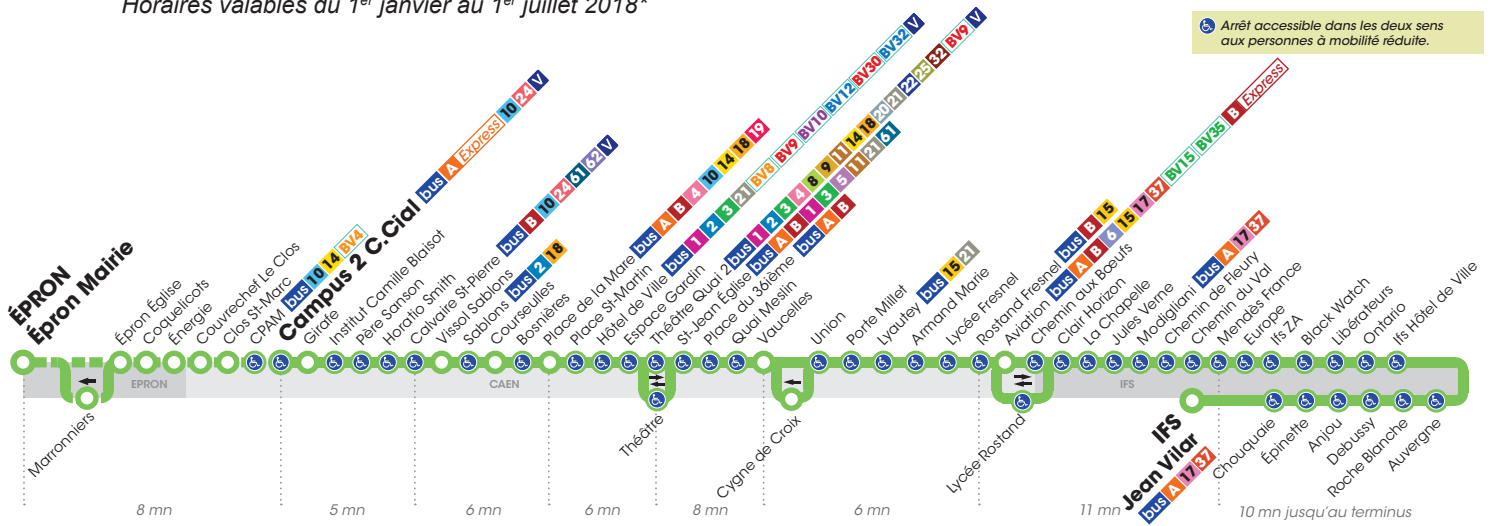 Horaires valables du 1er janvier au 1er juillet 2018*
Arrêt accessible dans les deux sens
aux personnes à mobilité réduite.
ÉPRON
Épron Mairie
Marronniers
Épron Église
Coquelicots
Énergie
Couvrechef Le Clos
Clos St-Marc
CPAM bus 10 14 BV4
Campus 2 C.Cial bus A Express 10 24 V
Girafe
Institut Camille Blaisot
Père Sanson
Horatio Smith
Calvaire St-Pierre bus B 10 24 61 62 V
Vissol Sablons
Sablons bus 2 18
Courseulles
Bosnières
Place de la Mare bus A B 4 10 14 18 19
Place St-Martin
Hôtel de Ville bus 1 2 3 21 BV8 BV9 BV10 BV12 BV30 BV32 V
Espace Gardin
Théâtre Quai 2 bus 1 2 3 4 8 9 11 14 18 20 21 22 25 32 BV9 V
St-Jean Église bus A B 1 3 5 11 21 61
Place du 36ième bus A B
Quai Meslin
Vaucelles
Théâtre
Cygne de Croix
Union
Porte Millet
Lyautey bus 15 21
Armand Marie
Lycée Fresnel
Rostand Fresnel bus B 15
Aviation bus A B 6 15 17 37 BV15 BV35 B Express
Chemin aux Bœufs
Lycée Rostand
Clair Horizon
La Chapelle
Jules Verne
Modigliani bus A 17 37
Chemin de Fleury
Chemin du Val
Mendès France
Europe
Ifs ZA
Black Watch
Libérateurs
Ontario
Ifs Hôtel de Ville
EPRON
CAEN
IFS
IFS
Jean Vilar
bus A 17 37
Chouquaie
Épinette
Anjou
Debussy
Roche Blanche
Auvergne
8 mn
5 mn
6 mn
6 mn
8 mn
6 mn
11 mn
10 mn jusqu'au terminus